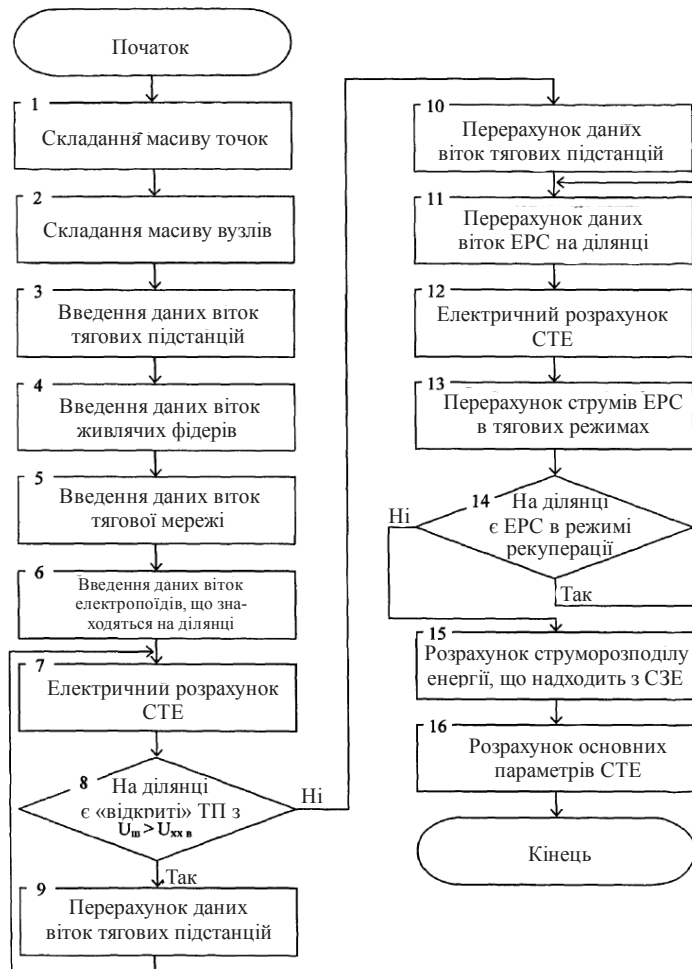 Початок
1
Складання масиву точок
2
Складання масиву вузлів
3
Введення даних віток
тягових підстанцій
4
Введення даних віток
живлячих фідерів
5
Введення даних віток
тягової мережі
6
Введення даних віток
електропоїдів, що зна-
ходяться на ділянці
7
Електричний розрахунок
СТЕ
8
На ділянці
є «відкриті» ТП з
Uш > Uхх в
Ні
Так
9
Перерахунок даних
віток тягових підстанцій
10
Перерахунок даних
віток тягових підстанцій
11
Перерахунок даних
віток ЕРС на ділянці
12
Електричний розрахунок
СТЕ
13
Перерахунок струмів ЕРС
в тягових режимах
14
На ділянці
є ЕРС в режимі
рекуперації
Ні
Так
15
Розрахунок струморозподілу
енергії, що надходить з СЗЕ
16
Розрахунок основних
параметрів СТЕ
Кінець